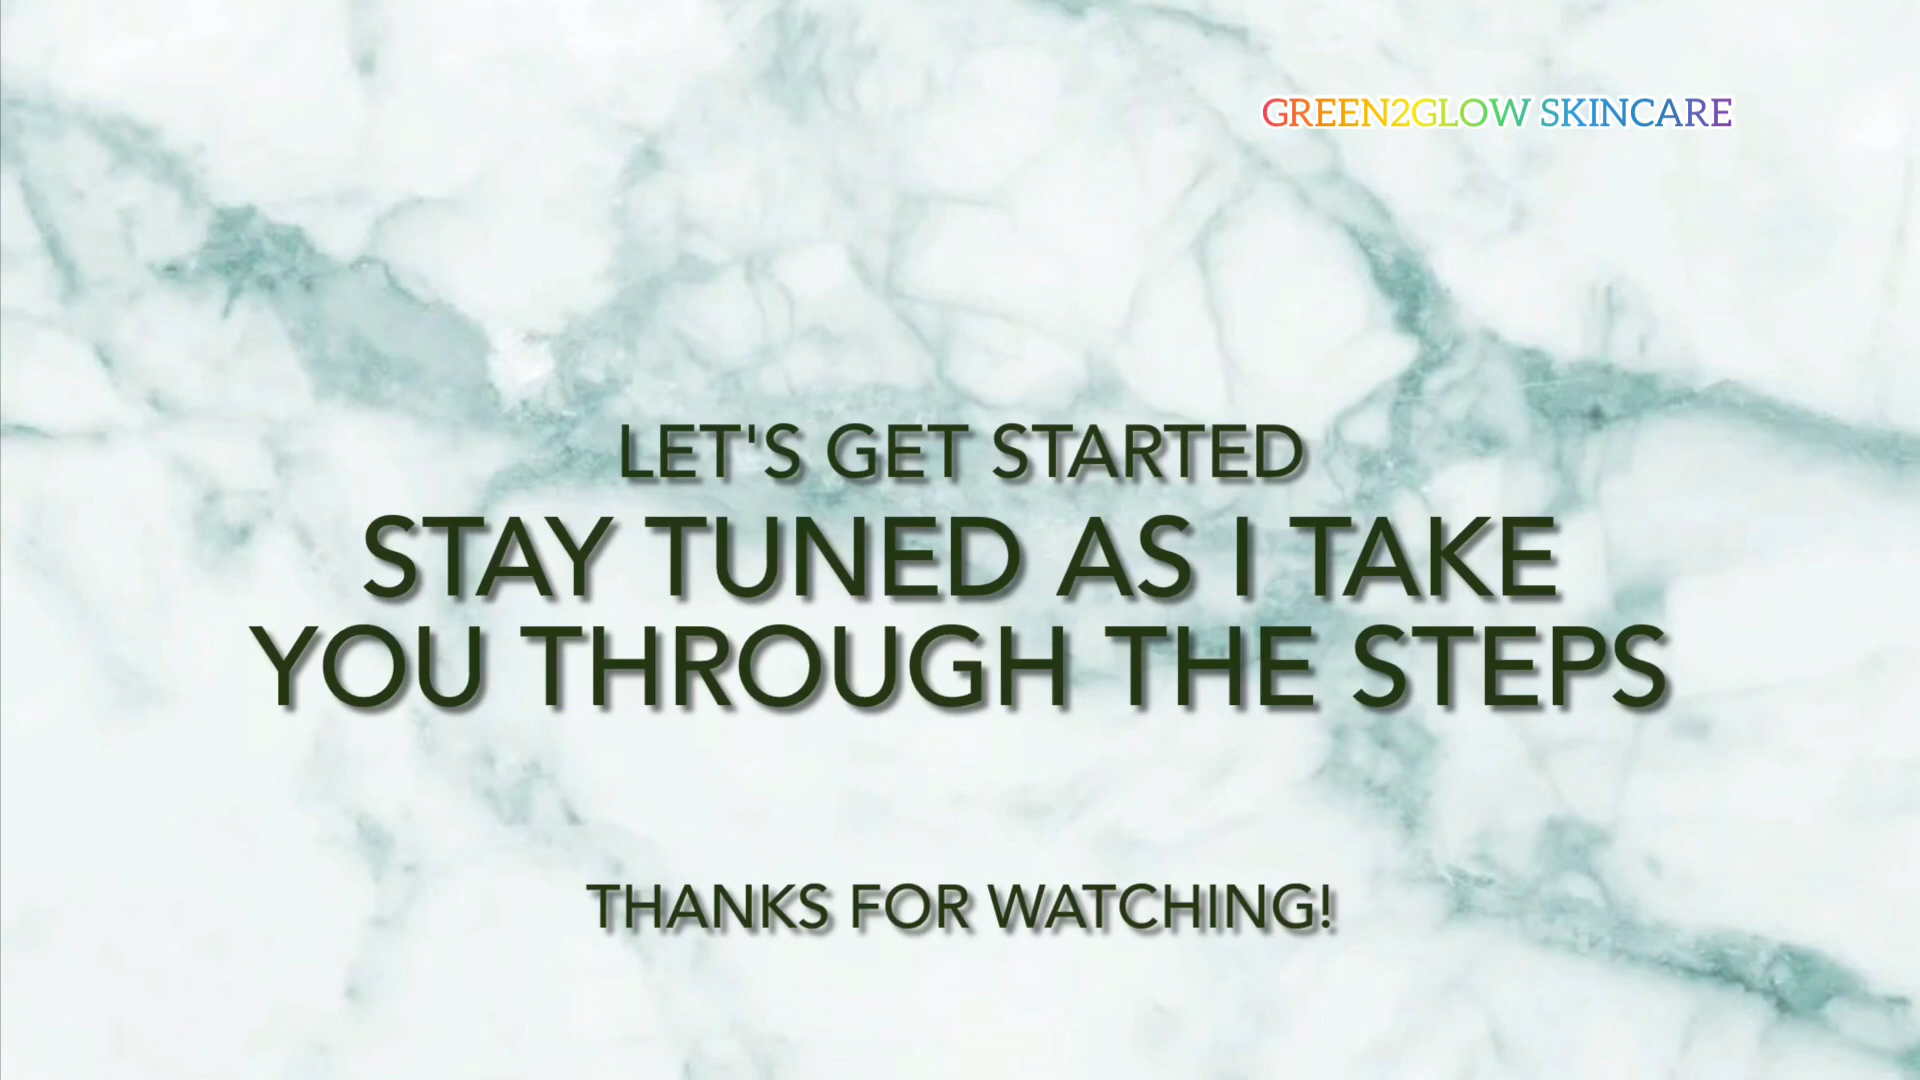 GREEN2GLOW SKINCARE
LET'S GET STARTED
STAY TUNED AS I TAKE
YOU THROUGH THE STEPS
THANKS FOR WATCHING!